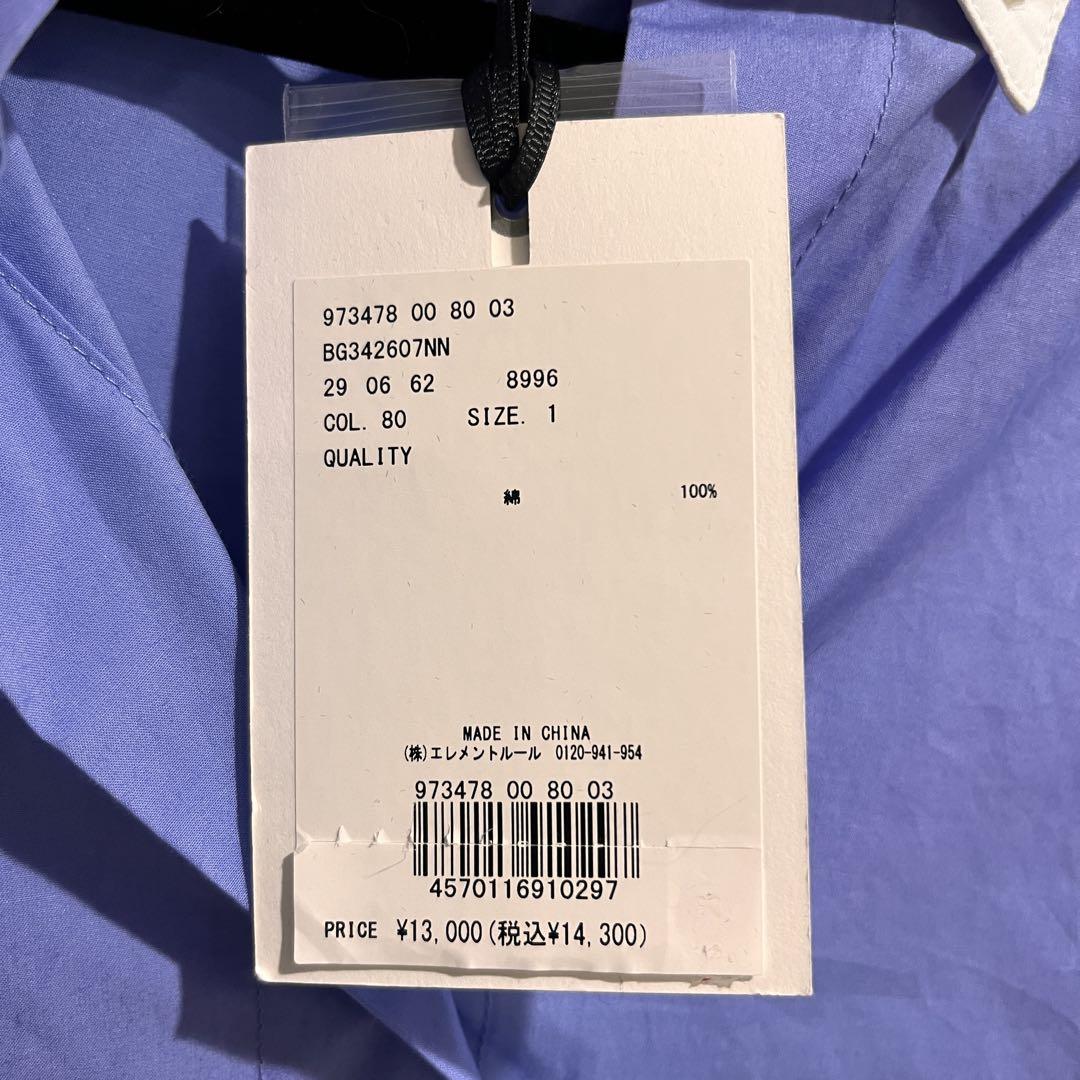 973478 00 80 03
BG342607NN
29 06 62 8996
COL. 80 SIZE. 1
QUALITY
綿 100%
MADE IN CHINA
(株)エレメントルール 0120-941-954
973478 00 80 03
4570116910297
PRICE ¥13,000(税込¥14,300)